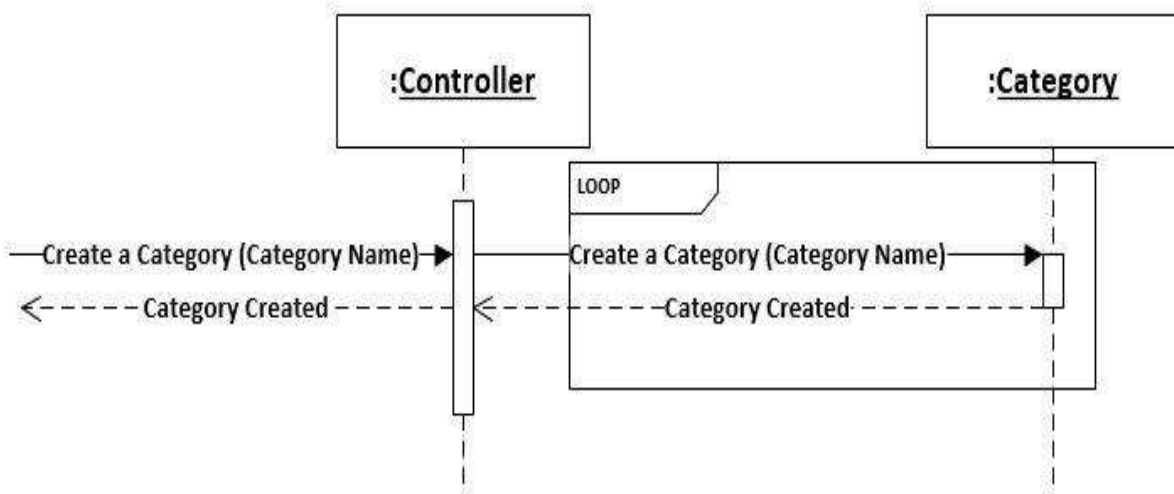 :Controller
:Category
LOOP
Create a Category (Category Name)
Create a Category (Category Name)
Category Created
Category Created